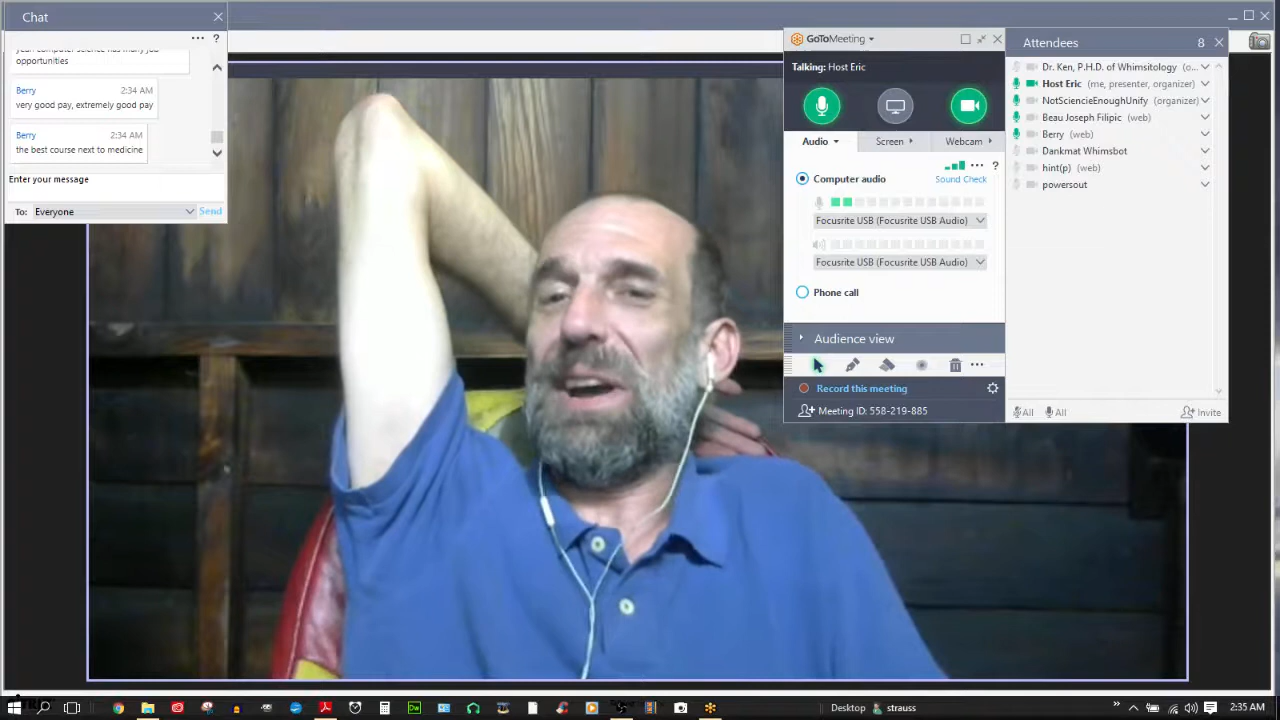 Chat
yeah computer science has many job
opportunities
Berry 2:34 AM
very good pay, extremely good pay
Berry 2:34 AM
the best course next to medicine
Enter your message
To: Everyone Send
GoToMeeting
Talking: Host Eric
Audio Screen Webcam
Computer audio
Sound Check
Focusrite USB (Focusrite USB Audio)
Focusrite USB (Focusrite USB Audio)
Phone call
Audience view
Record this meeting
Meeting ID: 558-219-885
Attendees 8
Dr. Ken, P.H.D. of Whimsitology (o...
Host Eric (me, presenter, organizer)
NotSciencEenoughUnify (organizer)
Beau Joseph Filipic (web)
Berry (web)
Dankmat Whimsbot
hint(p) (web)
powersout
All All Invite
Dw
Desktop strauss 2:35 AM